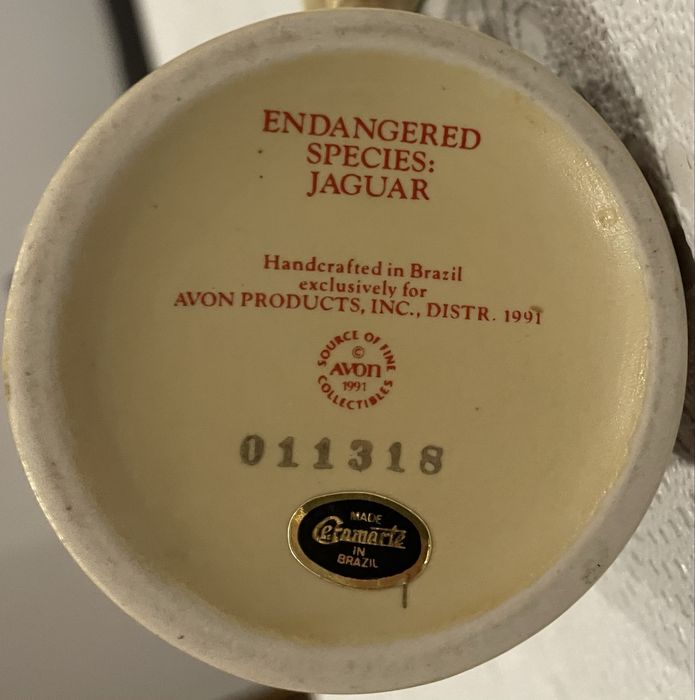 ENDANGERED
SPECIES:
JAGUAR
Handcrafted in Brazil
exclusively for
AVON PRODUCTS, INC., DISTR. 1991
SOURCE OF FINE
©
AVON
1991
COLLECTIBLES
011318
MADE
Ceramarte
IN
BRAZIL